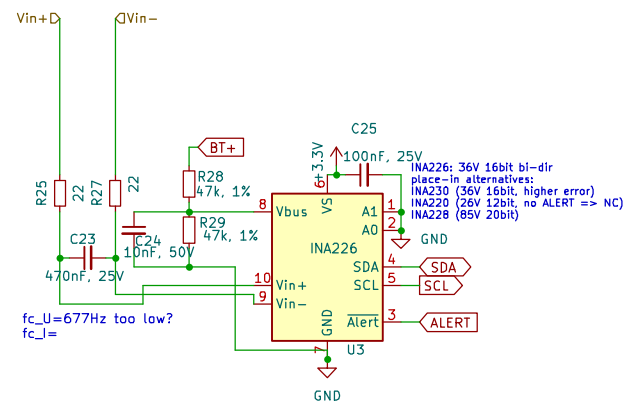 Vin+
Vin-
R25
22
R27
22
BT+
R28
47k, 1%
R29
47k, 1%
C23
470nF, 25V
C24
10nF, 50V
C25
100nF, 25V
+3.3V
INA226: 36V 16bit bi-dir
place-in alternatives:
INA230 (36V 16bit, higher error)
INA220 (26V 12bit, no ALERT => NC)
INA228 (85V 20bit)
6
VS
8
Vbus
A1
1
A0
2
GND
INA226
SDA
4
SDA
SCL
5
SCL
10
Vin+
9
Vin-
Alert
3
ALERT
GND
7
U3
GND
fc_U=677Hz too low?
fc_I=